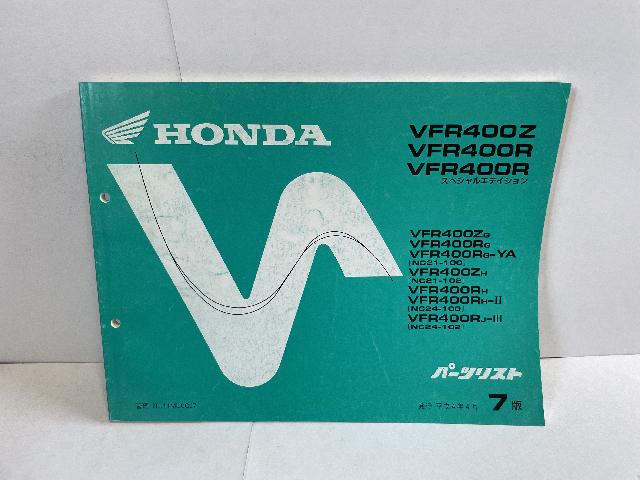 HONDA
VFR400Z
VFR400R
VFR400R
スペシャルエディション
VFR400ZG
VFR400RG
VFR400RG-YA
(NC21-100)
VFR400ZH
(NC21-102)
VFR400RH
VFR400RH-II
(NC24-100)
VFR400RJ-III
(NC24-102)
パーツリスト
7版